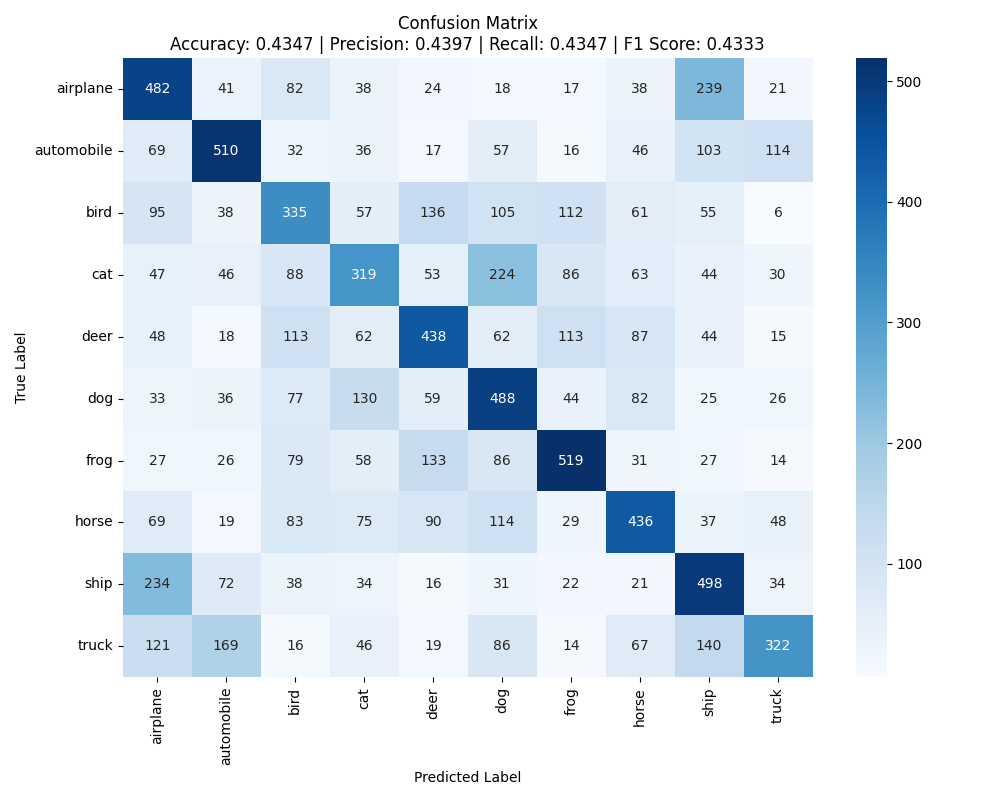 Confusion Matrix
Accuracy: 0.4347 | Precision: 0.4397 | Recall: 0.4347 | F1 Score: 0.4333
airplane 482 41 82 38 24 18 17 38 239 21
automobile 69 510 32 36 17 57 16 46 103 114
bird 95 38 335 57 136 105 112 61 55 6
cat 47 46 88 319 53 224 86 63 44 30
deer 48 18 113 62 438 62 113 87 44 15
dog 33 36 77 130 59 488 44 82 25 26
frog 27 26 79 58 133 86 519 31 27 14
horse 69 19 83 75 90 114 29 436 37 48
ship 234 72 38 34 16 31 22 21 498 34
truck 121 169 16 46 19 86 14 67 140 322
airplane automobile bird cat deer dog frog horse ship truck
Predicted Label
True Label
500
400
300
200
100